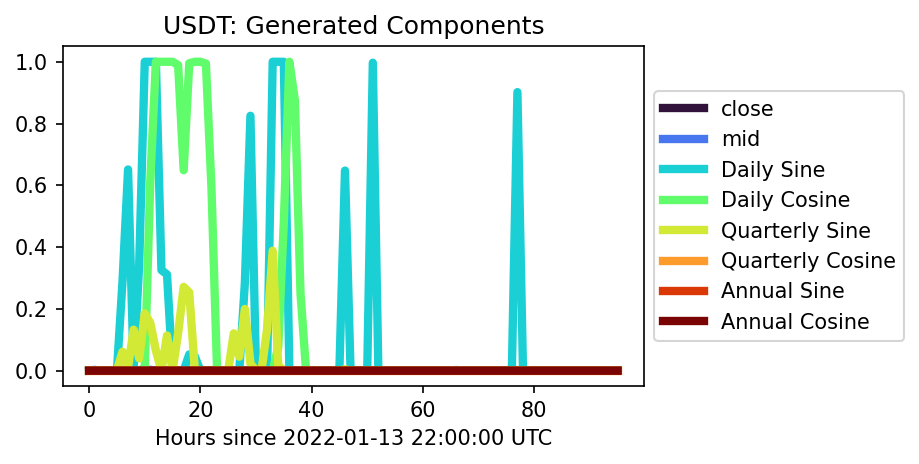 USDT: Generated Components
1.0
0.8
0.6
0.4
0.2
0.0
0 20 40 60 80
Hours since 2022-01-13 22:00:00 UTC
close
mid
Daily Sine
Daily Cosine
Quarterly Sine
Quarterly Cosine
Annual Sine
Annual Cosine